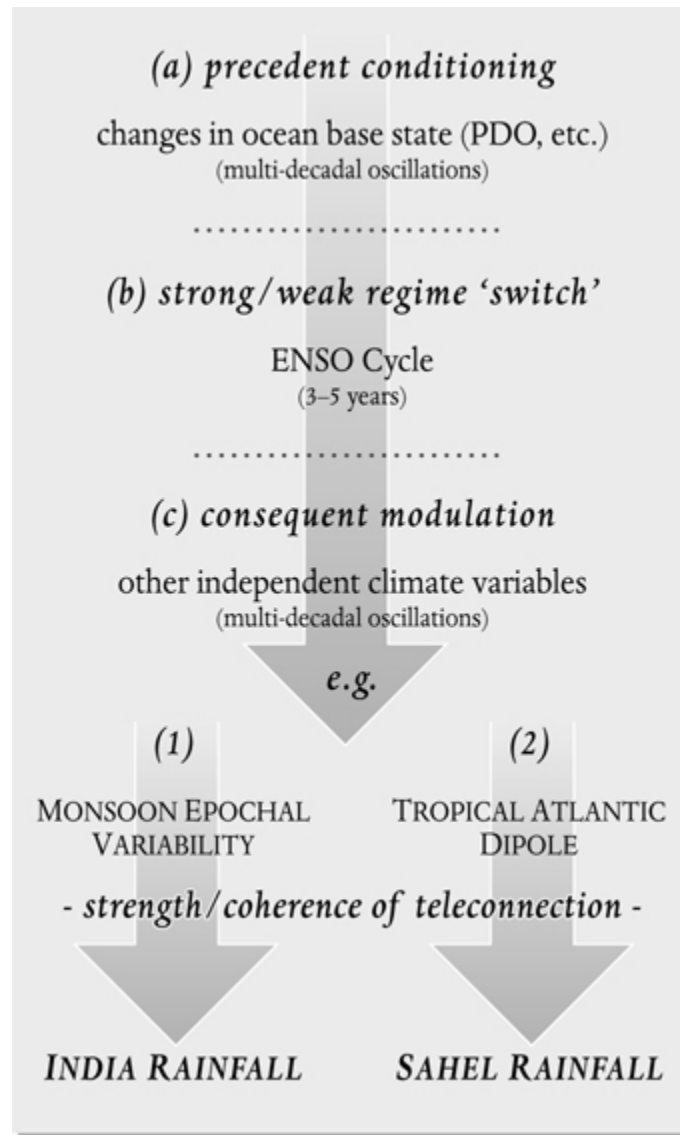 (a) precedent conditioning
changes in ocean base state (PDO, etc.)
(multi-decadal oscillations)
(b) strong/weak regime ‘switch’
ENSO Cycle
(3–5 years)
(c) consequent modulation
other independent climate variables
(multi-decadal oscillations)
e.g.
(1)
(2)
MONSOON EPOCHAL
VARIABILITY
TROPICAL ATLANTIC
DIPOLE
- strength/coherence of teleconnection -
INDIA RAINFALL
SAHEL RAINFALL